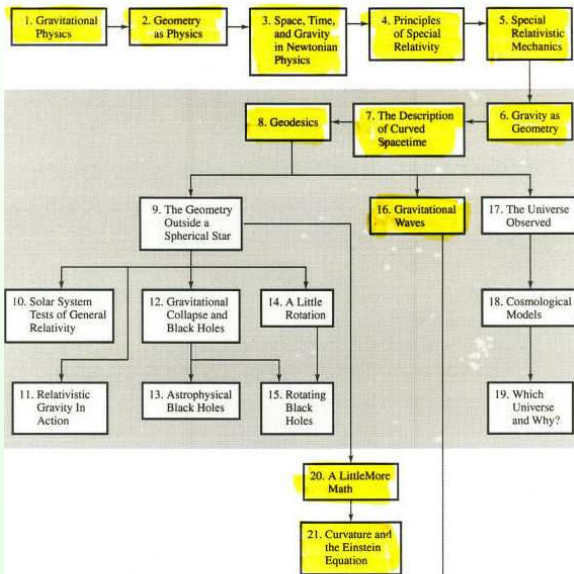 1. Gravitational
Physics
2. Geometry
as Physics
3. Space, Time,
and Gravity
in Newtonian
Physics
4. Principles
of Special
Relativity
5. Special
Relativistic
Mechanics
8. Geodesics
7. The Description
of Curved
Spacetime
6. Gravity as
Geometry
9. The Geometry
Outside a
Spherical Star
16. Gravitational
Waves
17. The Universe
Observed
10. Solar System
Tests of General
Relativity
12. Gravitational
Collapse and
Black Holes
14. A Little
Rotation
18. Cosmological
Models
11. Relativistic
Gravity In
Action
13. Astrophysical
Black Holes
15. Rotating
Black
Holes
19. Which
Universe
and Why?
20. A LittleMore
Math
21. Curvature and
the Einstein
Equation